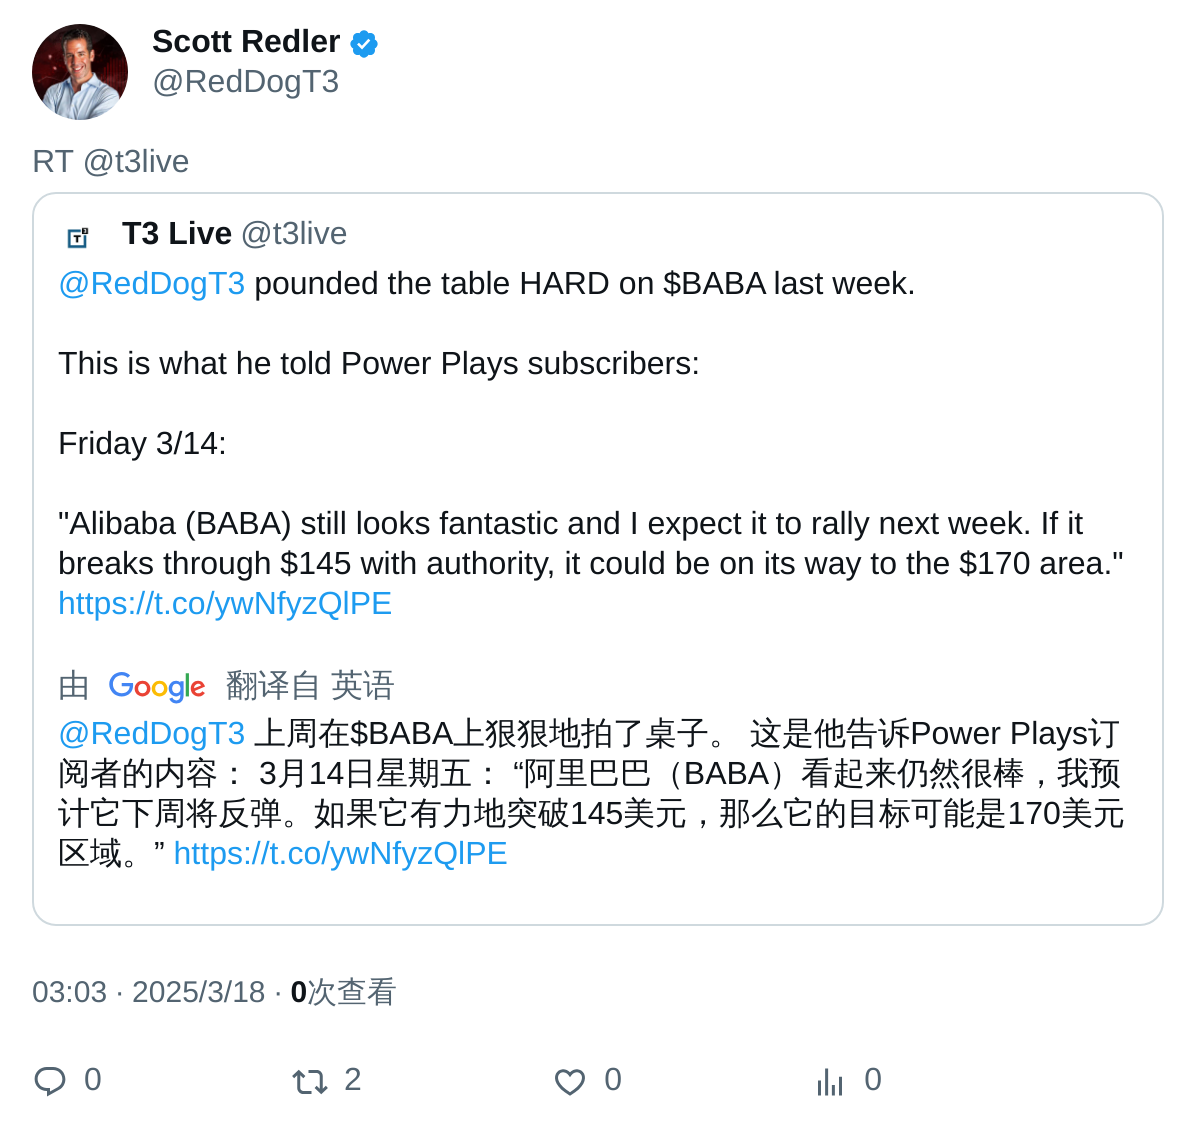 Scott Redler
@RedDogT3
RT @t3live
T3 Live @t3live
@RedDogT3 pounded the table HARD on $BABA last week.
This is what he told Power Plays subscribers:
Friday 3/14:
"Alibaba (BABA) still looks fantastic and I expect it to rally next week. If it
breaks through $145 with authority, it could be on its way to the $170 area."
https://t.co/ywNfyzQlPE
由 Google 翻译自 英语
@RedDogT3 上周在$BABA上狠狠地拍了桌子。 这是他告诉Power Plays订
阅者的内容： 3月14日星期五： “阿里巴巴（BABA）看起来仍然很棒，我预
计它下周将反弹。如果它有力地突破145美元，那么它的目标可能是170美元
区域。” https://t.co/ywNfyzQlPE
03:03 · 2025/3/18 · 0次查看
0 2 0 0